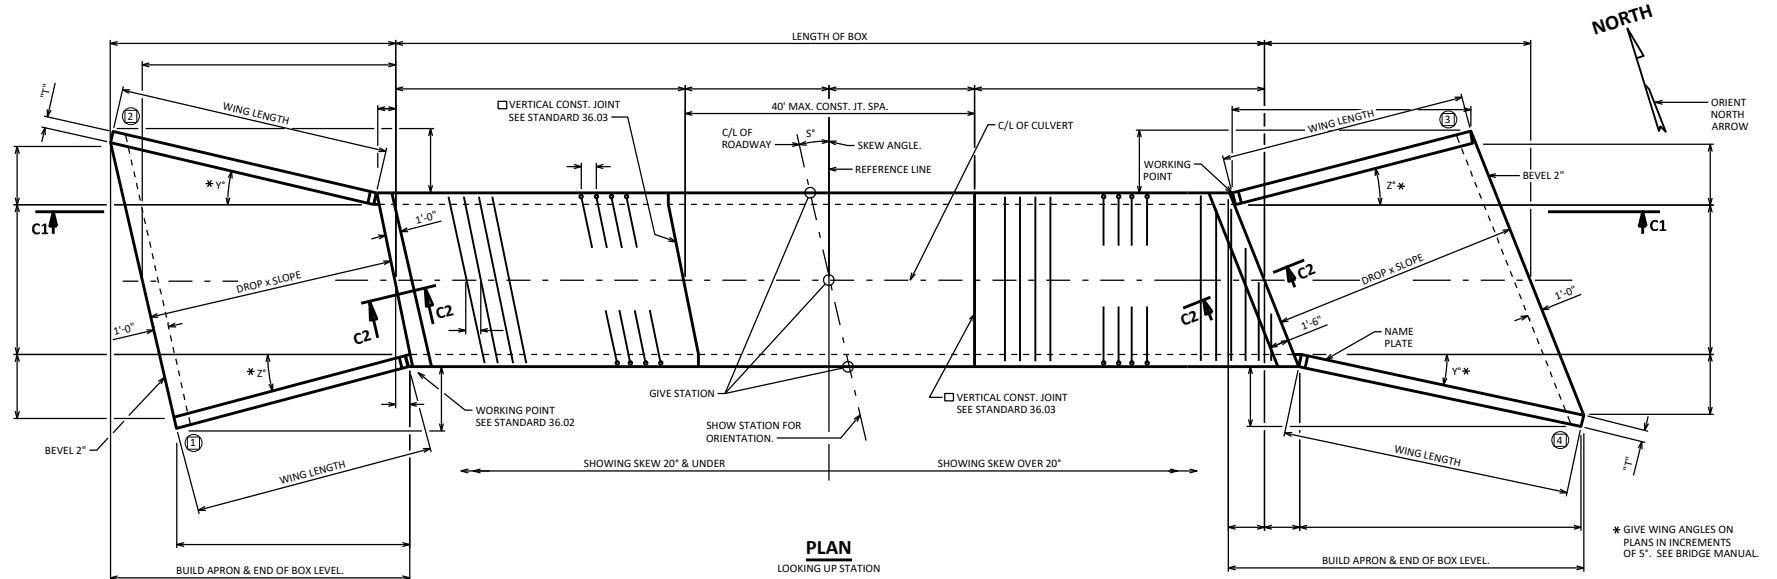 NORTH
LENGTH OF BOX
ORIENT
NORTH
ARROW
"T"
2
WING LENGTH
VERTICAL CONST. JOINT
SEE STANDARD 36.03
40' MAX. CONST. JT. SPA.
C/L OF
ROADWAY
S°
SKEW ANGLE.
REFERENCE LINE
C/L OF CULVERT
WORKING
POINT
WING LENGTH
3
BEVEL 2"
* Y°
Z° *
C1
C1
1'-0"
DROP x SLOPE
C2
C2
DROP x SLOPE
C2
C2
1'-0"
1'-0"
1'-6"
NAME
PLATE
* Z°
Y° *
GIVE STATION
VERTICAL CONST. JOINT
SEE STANDARD 36.03
WORKING POINT
SEE STANDARD 36.02
SHOW STATION FOR
ORIENTATION.
BEVEL 2"
1
4
"T"
WING LENGTH
WING LENGTH
SHOWING SKEW 20° & UNDER
SHOWING SKEW OVER 20°
PLAN
LOOKING UP STATION
BUILD APRON & END OF BOX LEVEL.
BUILD APRON & END OF BOX LEVEL.
* GIVE WING ANGLES ON
PLANS IN INCREMENTS
OF 5°. SEE BRIDGE MANUAL.